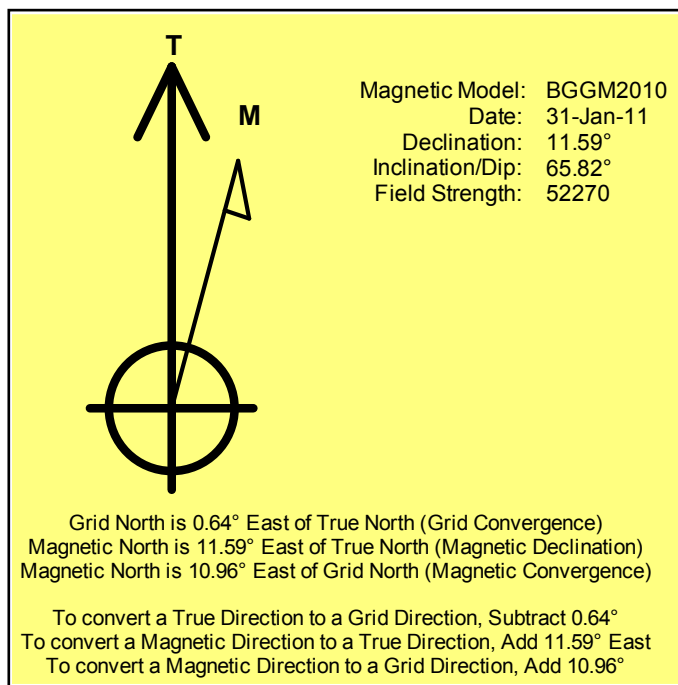 T
M
Magnetic Model: BGGM2010
Date: 31-Jan-11
Declination: 11.59°
Inclination/Dip: 65.82°
Field Strength: 52270
Grid North is 0.64° East of True North (Grid Convergence)
Magnetic North is 11.59° East of True North (Magnetic Declination)
Magnetic North is 10.96° East of Grid North (Magnetic Convergence)
To convert a True Direction to a Grid Direction, Subtract 0.64°
To convert a Magnetic Direction to a True Direction, Add 11.59° East
To convert a Magnetic Direction to a Grid Direction, Add 10.96°